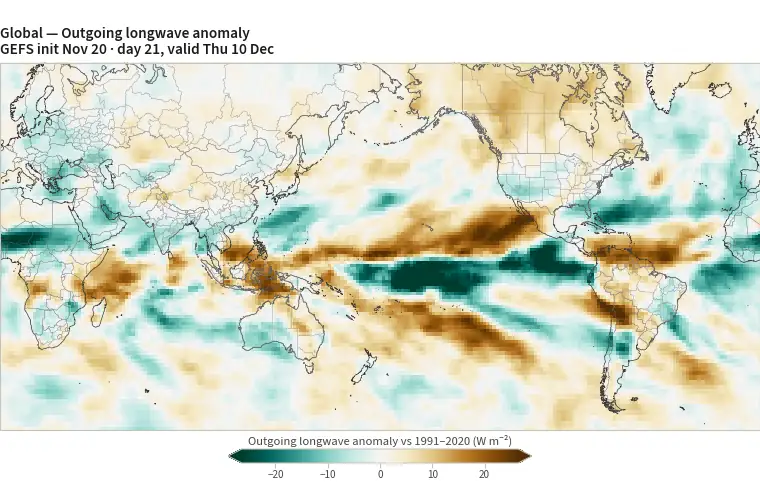 Global — Outgoing longwave anomaly
GEFS init Nov 20 · day 21, valid Thu 10 Dec
Outgoing longwave anomaly vs 1991–2020 (W m⁻²)
−20 −10 0 10 20